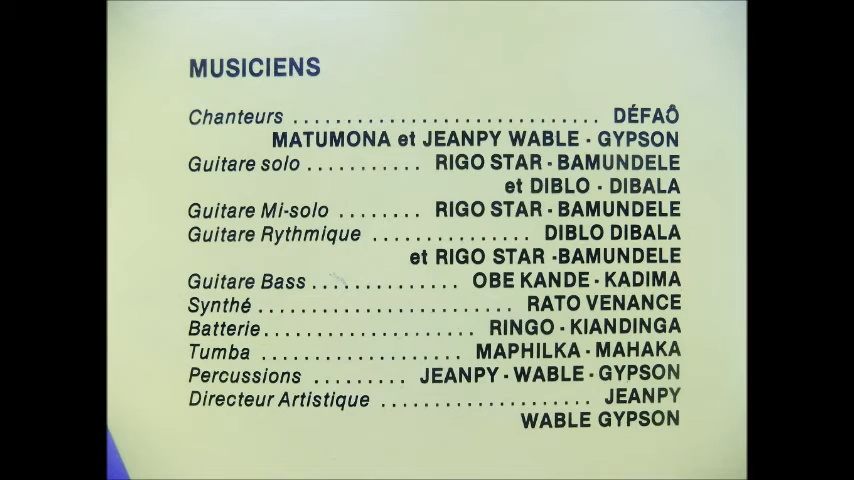 MUSICIENS
Chanteurs .............................. DÉFAÔ
MATUMONA et JEANPY WABLE - GYPSON
Guitare solo ........... RIGO STAR - BAMUNDELE
et DIBLO - DIBALA
Guitare Mi-solo ........ RIGO STAR - BAMUNDELE
Guitare Rythmique ............... DIBLO DIBALA
et RIGO STAR -BAMUNDELE
Guitare Bass .............. OBE KANDE - KADIMA
Synthé ........................ RATO VENANCE
Batterie .................... RINGO - KIANDINGA
Tumba ................... MAPHILKA - MAHAKA
Percussions ......... JEANPY - WABLE - GYPSON
Directeur Artistique .................... JEANPY
WABLE GYPSON